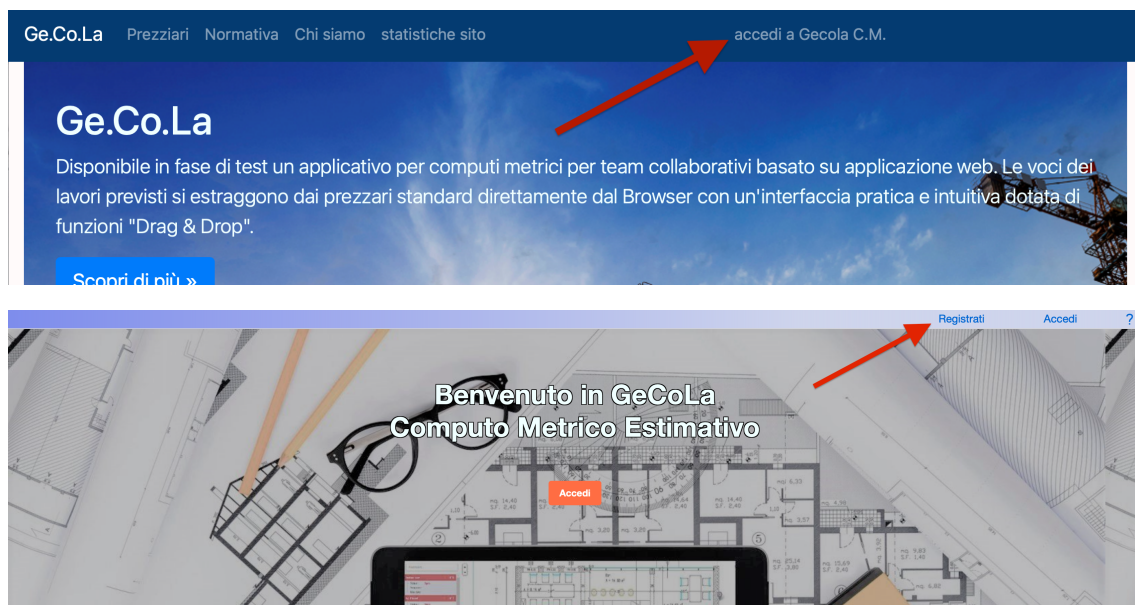 Ge.Co.La Prezziari Normativa Chi siamo statistiche sito accedi a Gecola C.M.
Ge.Co.La
Disponibile in fase di test un applicativo per computi metrici per team collaborativi basato su applicazione web. Le voci dei
lavori previsti si estraggono dai prezzari standard direttamente dal Browser con un'interfaccia pratica e intuitiva dotata di
funzioni "Drag & Drop".
Scopri di più »
Registrati Accedi ?
Benvenuto in GeCoLa
Computo Metrico Estimativo
Accedi